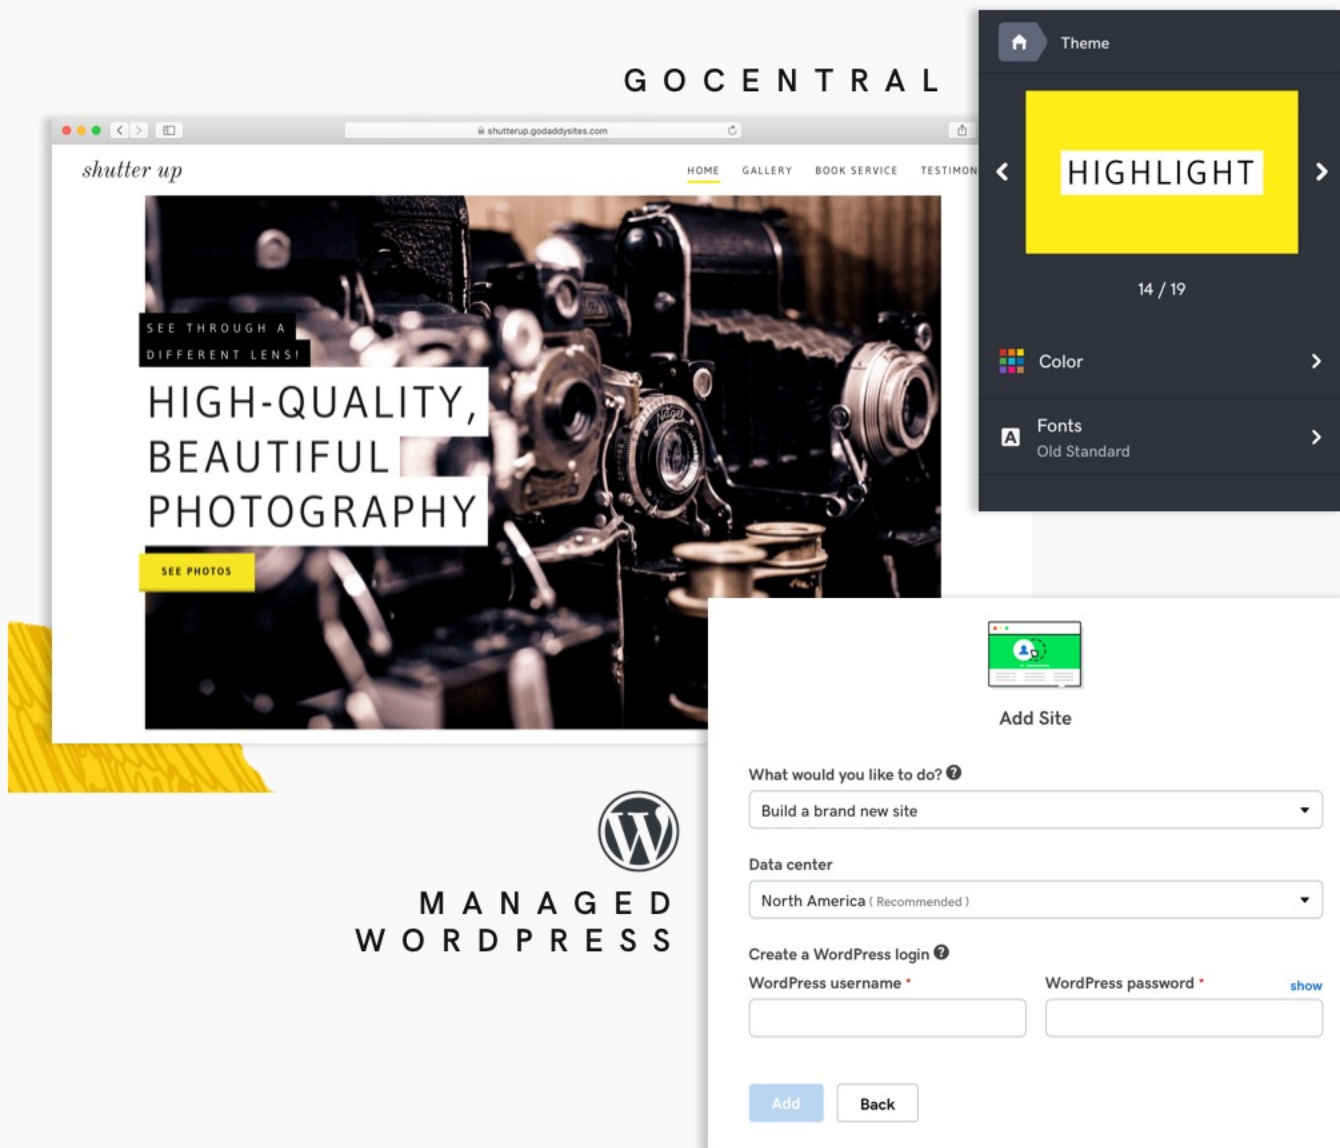 GOCENTRAL
shutterup.godaddysites.com
shutter up
HOME GALLERY BOOK SERVICE TESTIMON
SEE THROUGH A
DIFFERENT LENS!
HIGH-QUALITY,
BEAUTIFUL
PHOTOGRAPHY
SEE PHOTOS
Nagel
Theme
HIGHLIGHT
14 / 19
Color
A
Fonts
Old Standard
W
MANAGED
WORDPRESS
Add Site
What would you like to do? ?
Build a brand new site
Data center
North America ( Recommended )
Create a WordPress login ?
WordPress username *
WordPress password * show
Add Back